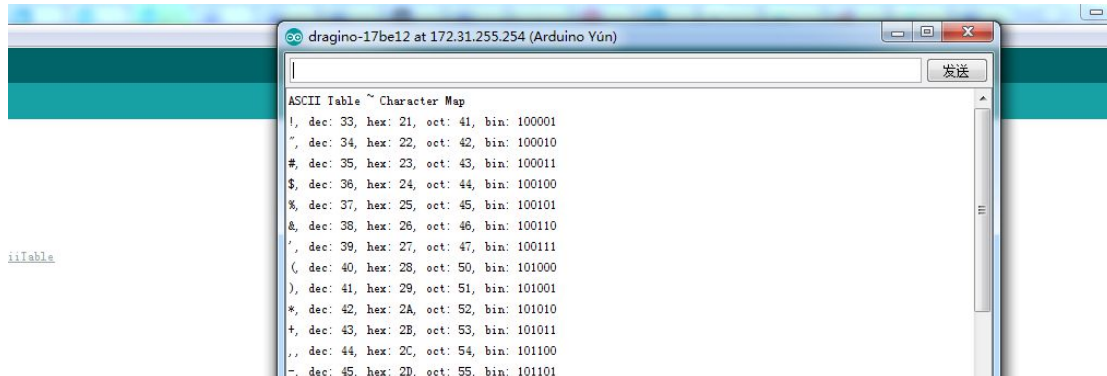 dragino-17be12 at 172.31.255.254 (Arduino Yún)
发送
ASCII Table ~ Character Map
!, dec: 33, hex: 21, oct: 41, bin: 100001
", dec: 34, hex: 22, oct: 42, bin: 100010
#, dec: 35, hex: 23, oct: 43, bin: 100011
$, dec: 36, hex: 24, oct: 44, bin: 100100
%, dec: 37, hex: 25, oct: 45, bin: 100101
&, dec: 38, hex: 26, oct: 46, bin: 100110
', dec: 39, hex: 27, oct: 47, bin: 100111
iiTable
(, dec: 40, hex: 28, oct: 50, bin: 101000
), dec: 41, hex: 29, oct: 51, bin: 101001
*, dec: 42, hex: 2A, oct: 52, bin: 101010
+, dec: 43, hex: 2B, oct: 53, bin: 101011
,, dec: 44, hex: 2C, oct: 54, bin: 101100
-, dec: 45, hex: 2D, oct: 55, bin: 101101